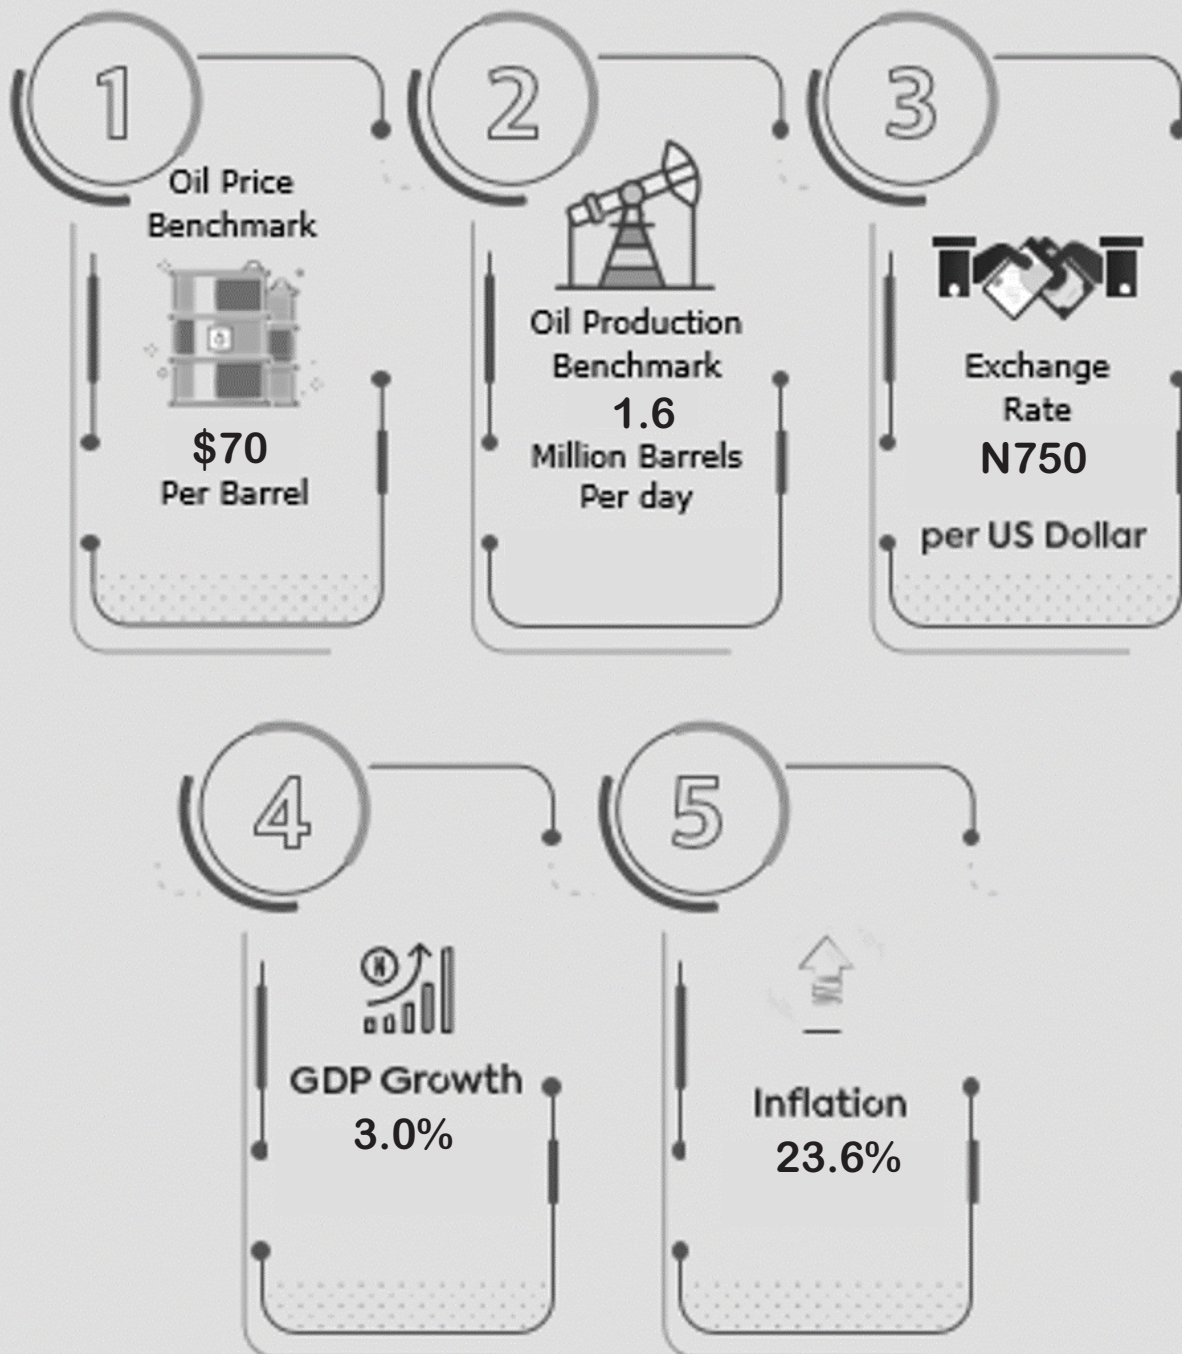 1
Oil Price
Benchmark
$70
Per Barrel
2
Oil Production
Benchmark
1.6
Million Barrels
Per day
3
Exchange
Rate
N750
per US Dollar
4
GDP Growth
3.0%
5
Inflation
23.6%